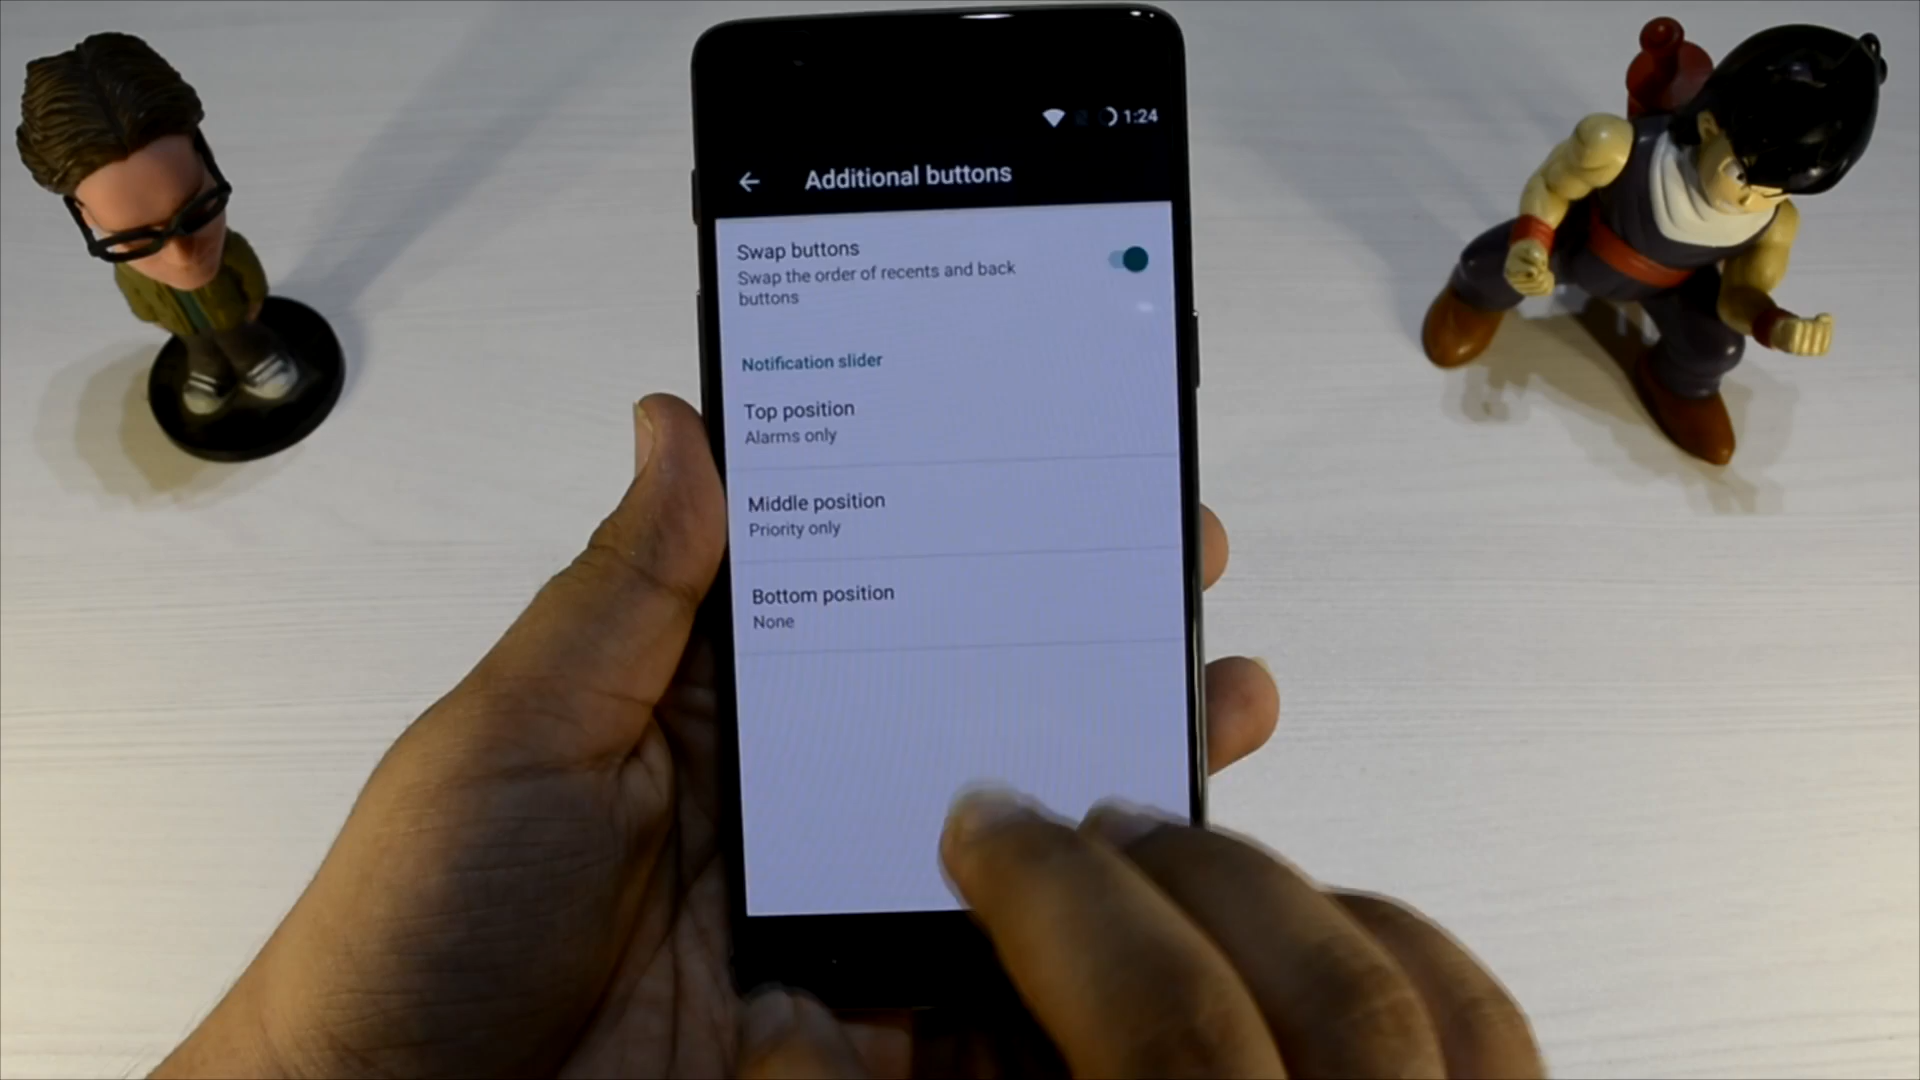 1:24
Additional buttons
Swap buttons
Swap the order of recents and back
buttons
Notification slider
Top position
Alarms only
Middle position
Priority only
Bottom position
None